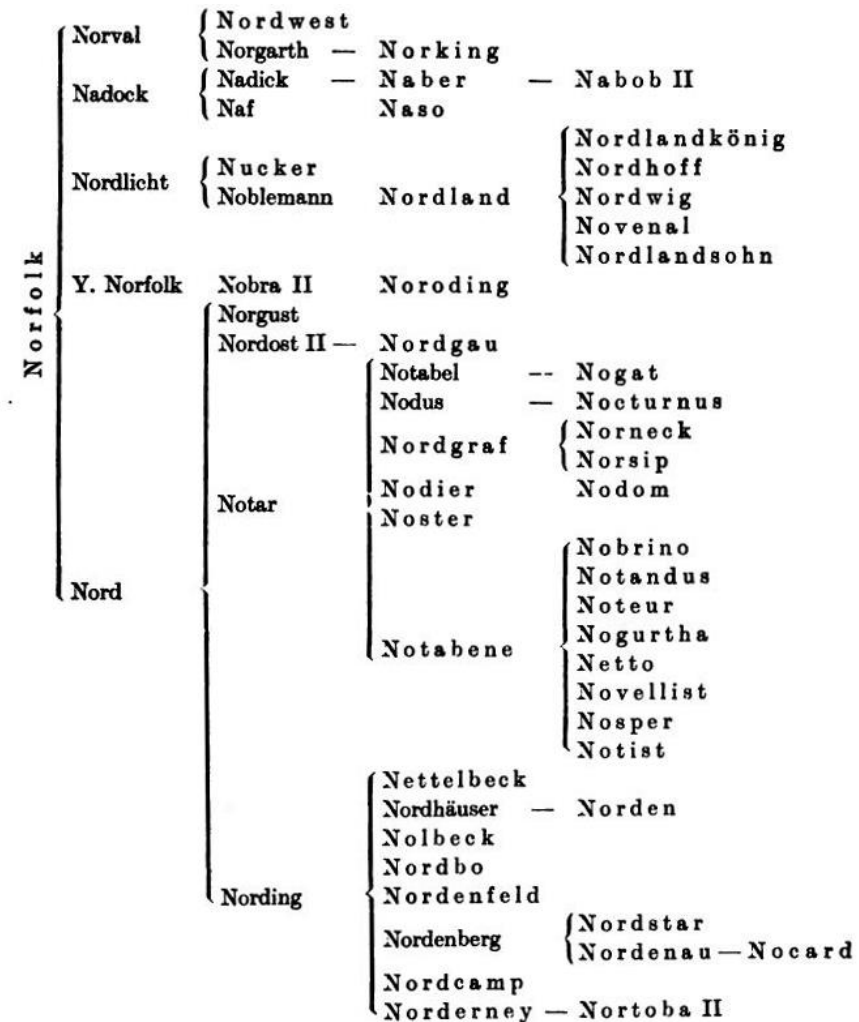 Nordwest
Norval
Norgarth — Norking
Nadick — Naber — Nabob II
Nadock
Naf Naso
Nordlandkönig
Nucker Nordhoff
Nordlicht
Noblemann Nordland Nordwig
Novenal
Nordlandsohn
Norfolk
Y. Norfolk Nobra II Noroding
Norgust
Nordost II — Nordgau
Notabel -- Nogat
Nodus — Nocturnus
Norneck
Nordgraf
Norsip
Nodier Nodom
Notar
Noster
Nobrino
Notandus
Nord
Noteur
Nogurtha
Notabene
Netto
Novellist
Nosper
Notist
Nettelbeck
Nordhäuser — Norden
Nolbeck
Nordbo
Nording Nordenfeld
Nordstar
Nordenberg
Nordenau — Nocard
Nordcamp
Norderney — Nortoba II